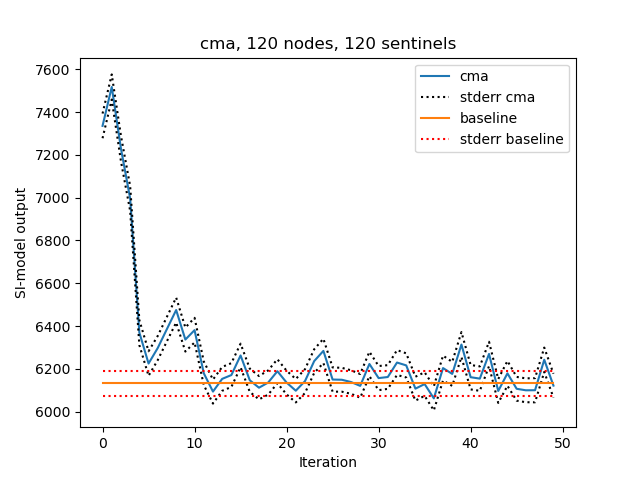 cma, 120 nodes, 120 sentinels
7600
7400
7200
7000
6800
6600
6400
6200
6000
SI-model output
cma
stderr cma
baseline
stderr baseline
0
10
20
30
40
50
Iteration